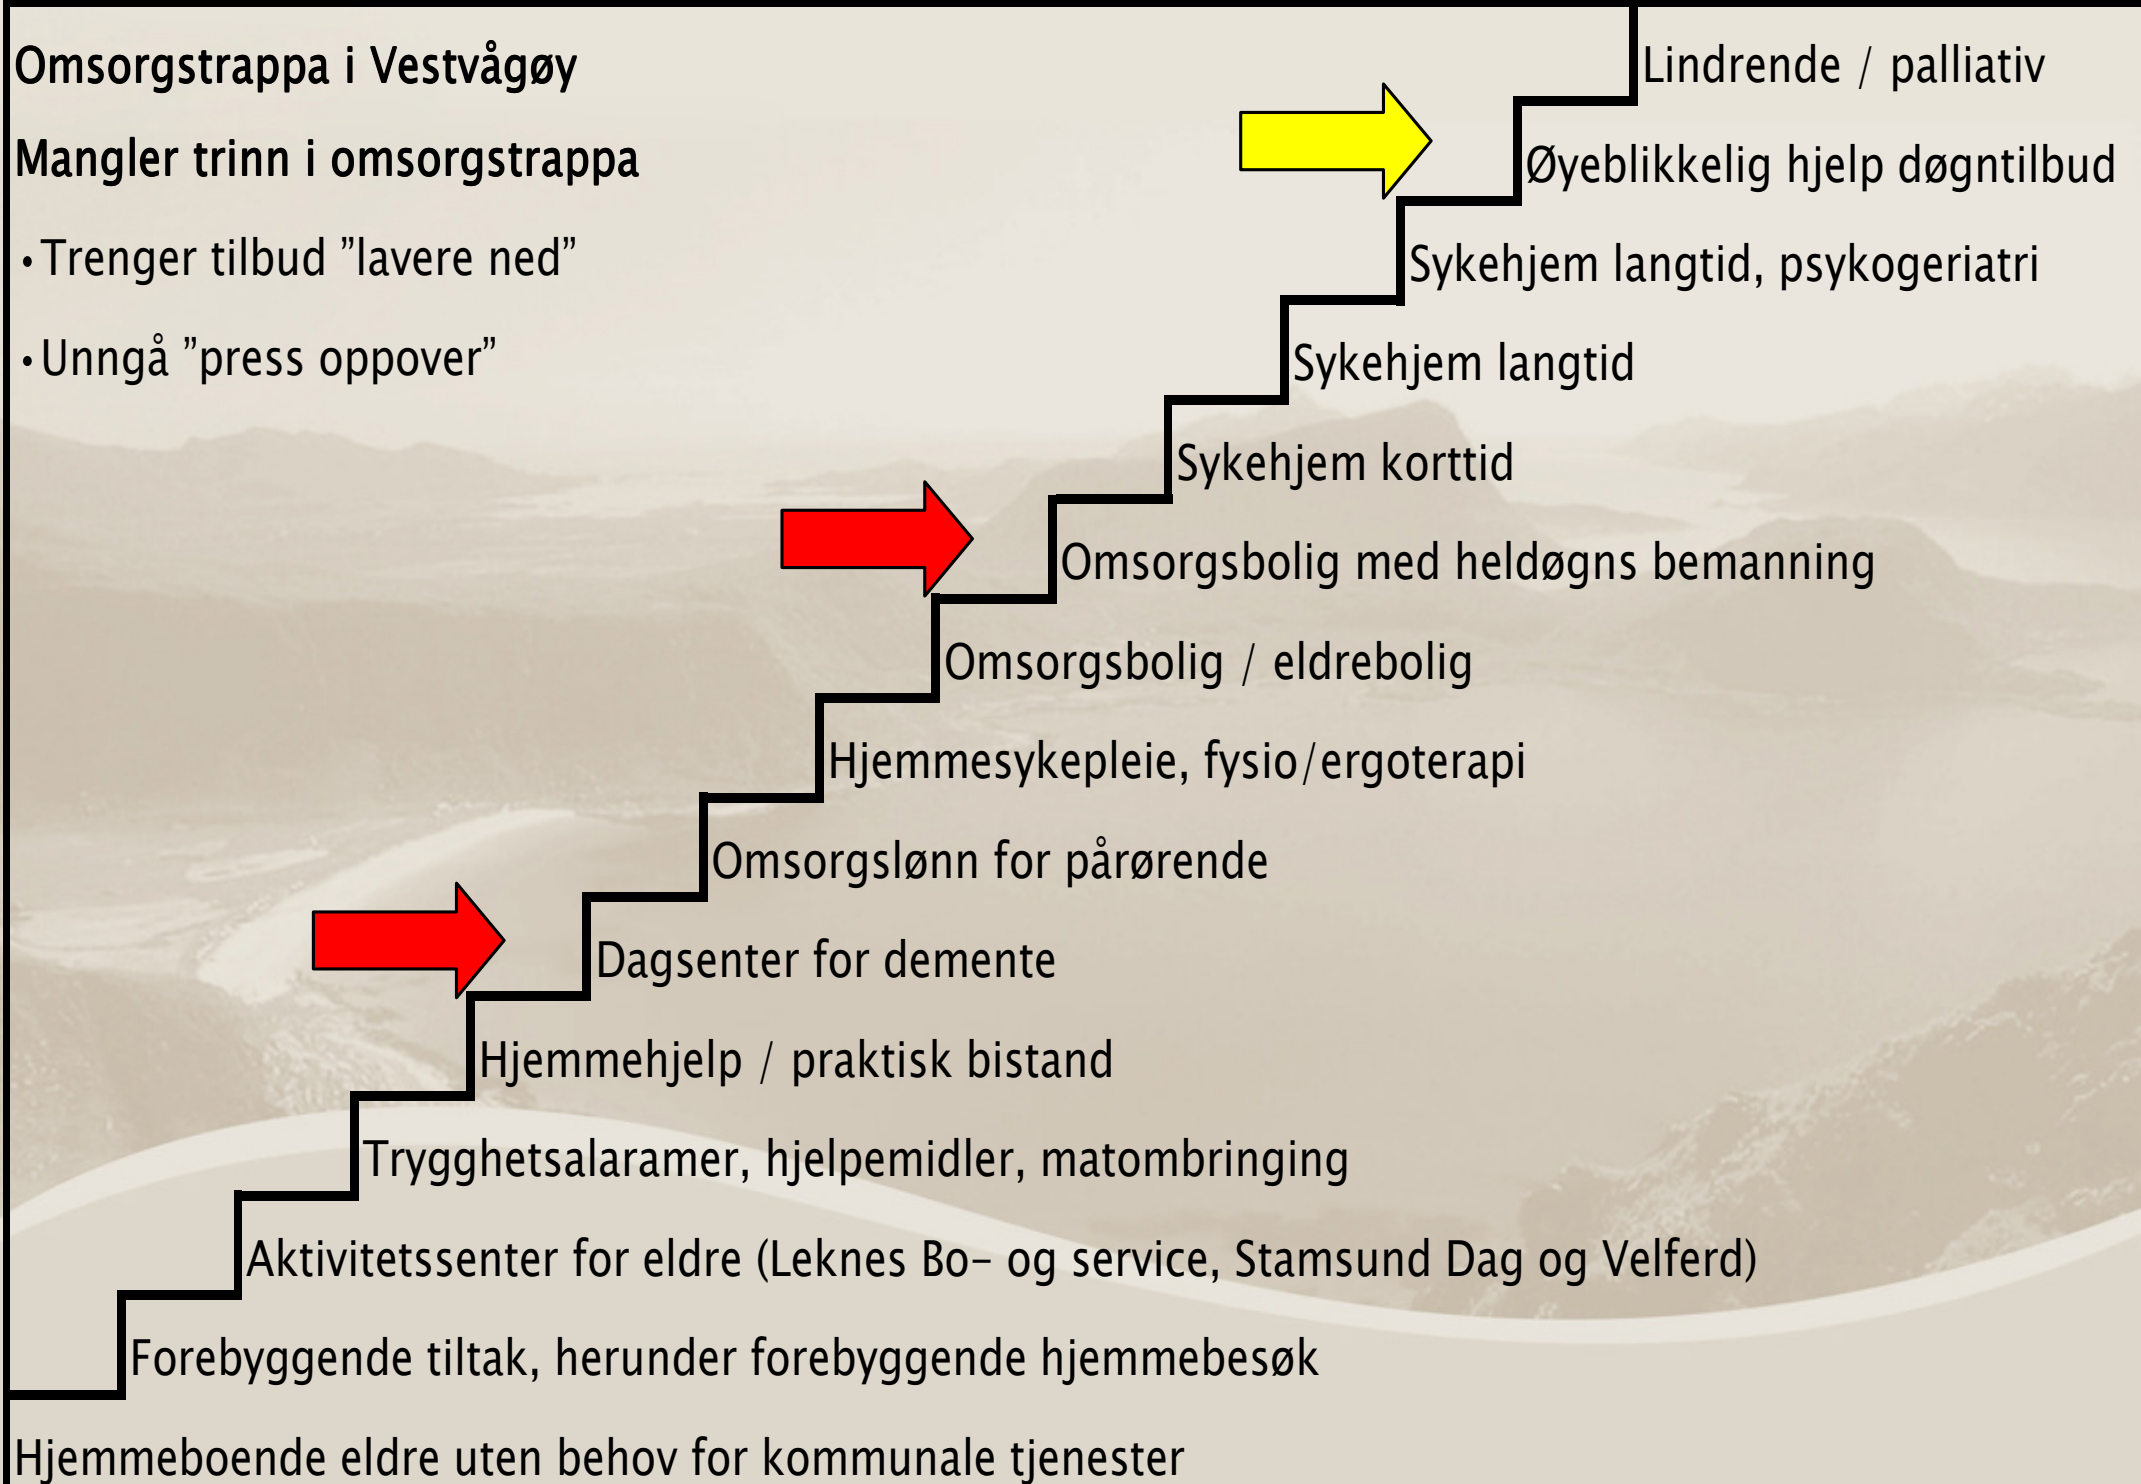 Omsorgstrappa i Vestvågøy
Mangler trinn i omsorgstrappa
•Trenger tilbud ”lavere ned”
•Unngå ”press oppover”
Lindrende / palliativ
Øyeblikkelig hjelp døgntilbud
Sykehjem langtid, psykogeriatri
Sykehjem langtid
Sykehjem korttid
Omsorgsbolig med heldøgns bemanning
Omsorgsbolig / eldrebolig
Hjemmesykepleie, fysio/ergoterapi
Omsorgslønn for pårørende
Dagsenter for demente
Hjemmehjelp / praktisk bistand
Trygghetsalaramer, hjelpemidler, matombringing
Aktivitetssenter for eldre (Leknes Bo– og service, Stamsund Dag og Velferd)
Forebyggende tiltak, herunder forebyggende hjemmebesøk
Hjemmeboende eldre uten behov for kommunale tjenester